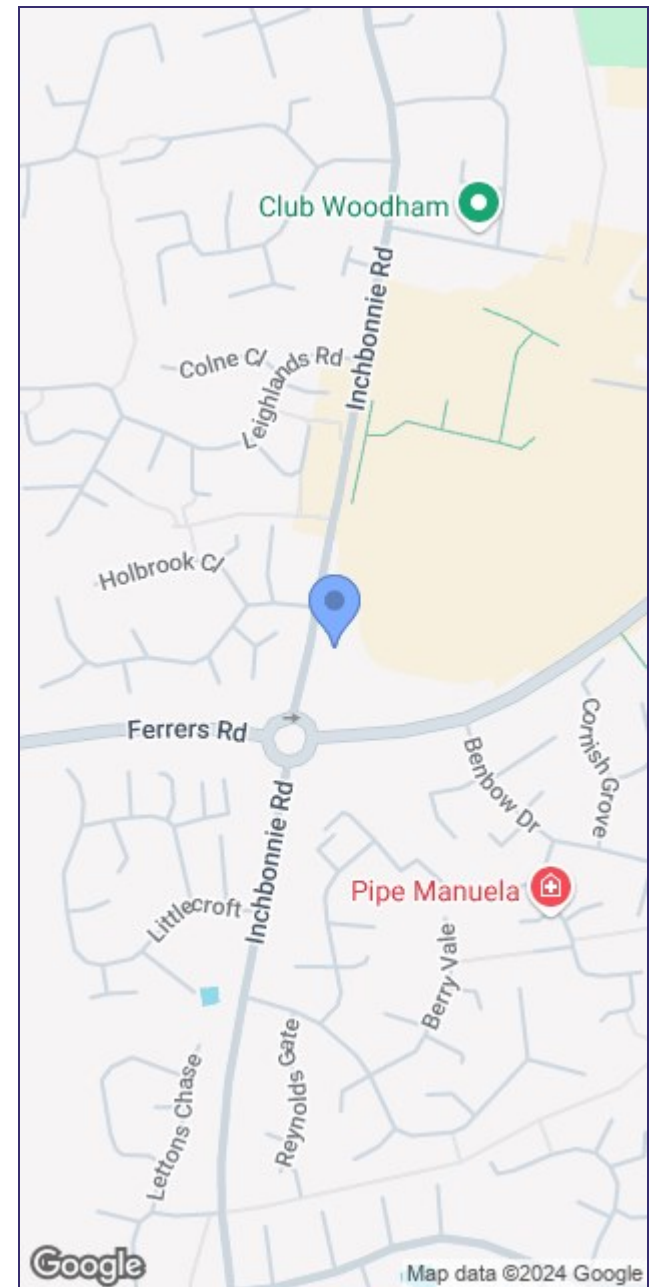 Club Woodham
Inchbonnie Rd
Colne Cl
Leighlands Rd
Holbrook Cl
Ferrers Rd
Cornish Grove
Benbow Dr
Inchbonnie Rd
Pipe Manuela
Littlecroft
Berry Vale
Reynolds Gate
Lettons Chase
Google
Map data ©2024 Google